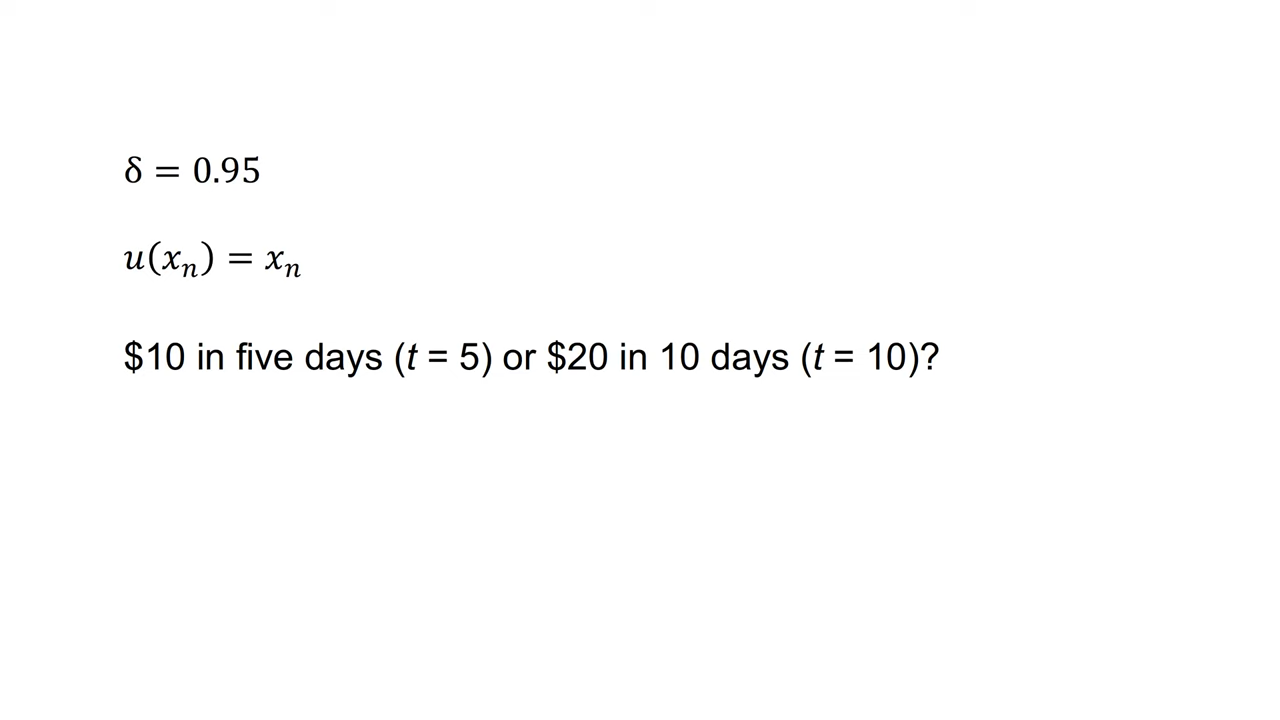 δ = 0.95
u(xₙ) = xₙ
$10 in five days (t = 5) or $20 in 10 days (t = 10)?